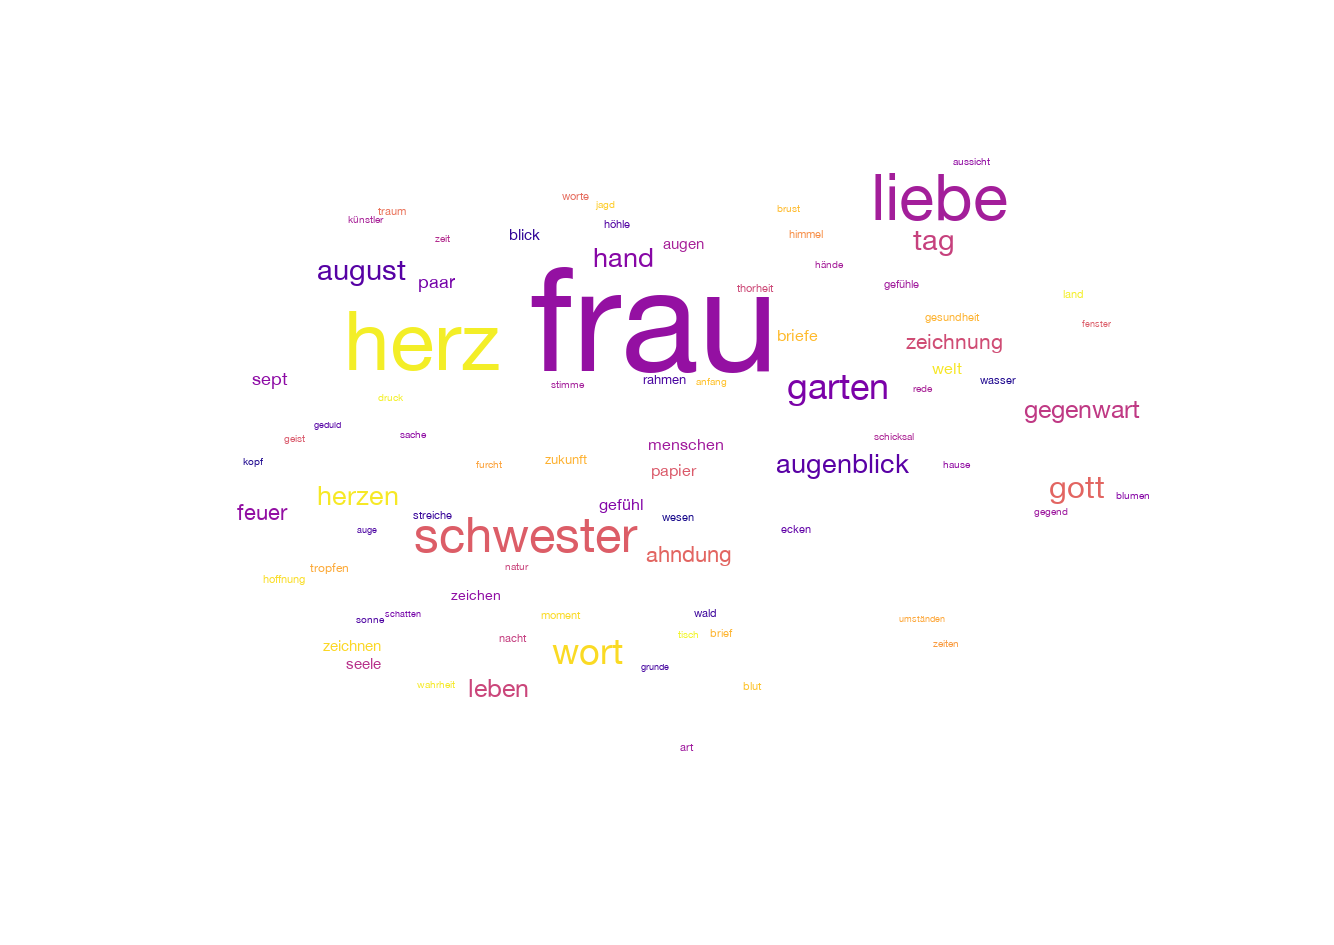 aussicht
liebe
worte
jagd
brust
traum
künstler
höhle
blick
himmel
zeit
augen
tag
hand
hände
august
paar
thorheit
gefühle
land
frau
gesundheit
fenster
herz
briefe
zeichnung
welt
sept
rahmen
anfang
stimme
wasser
garten
rede
druck
gegenwart
geduld
sache
geist
menschen
schicksal
kopf
furcht
zukunft
papier
augenblick
hause
herzen
gott
blumen
feuer
gefühl
gegend
streiche
wesen
auge
schwester
ecken
ahndung
tropfen
natur
hoffnung
zeichen
schatten
sonne
moment
wald
umständen
nacht
tisch
brief
zeichnen
wort
zeiten
seele
grunde
wahrheit
leben
blut
art